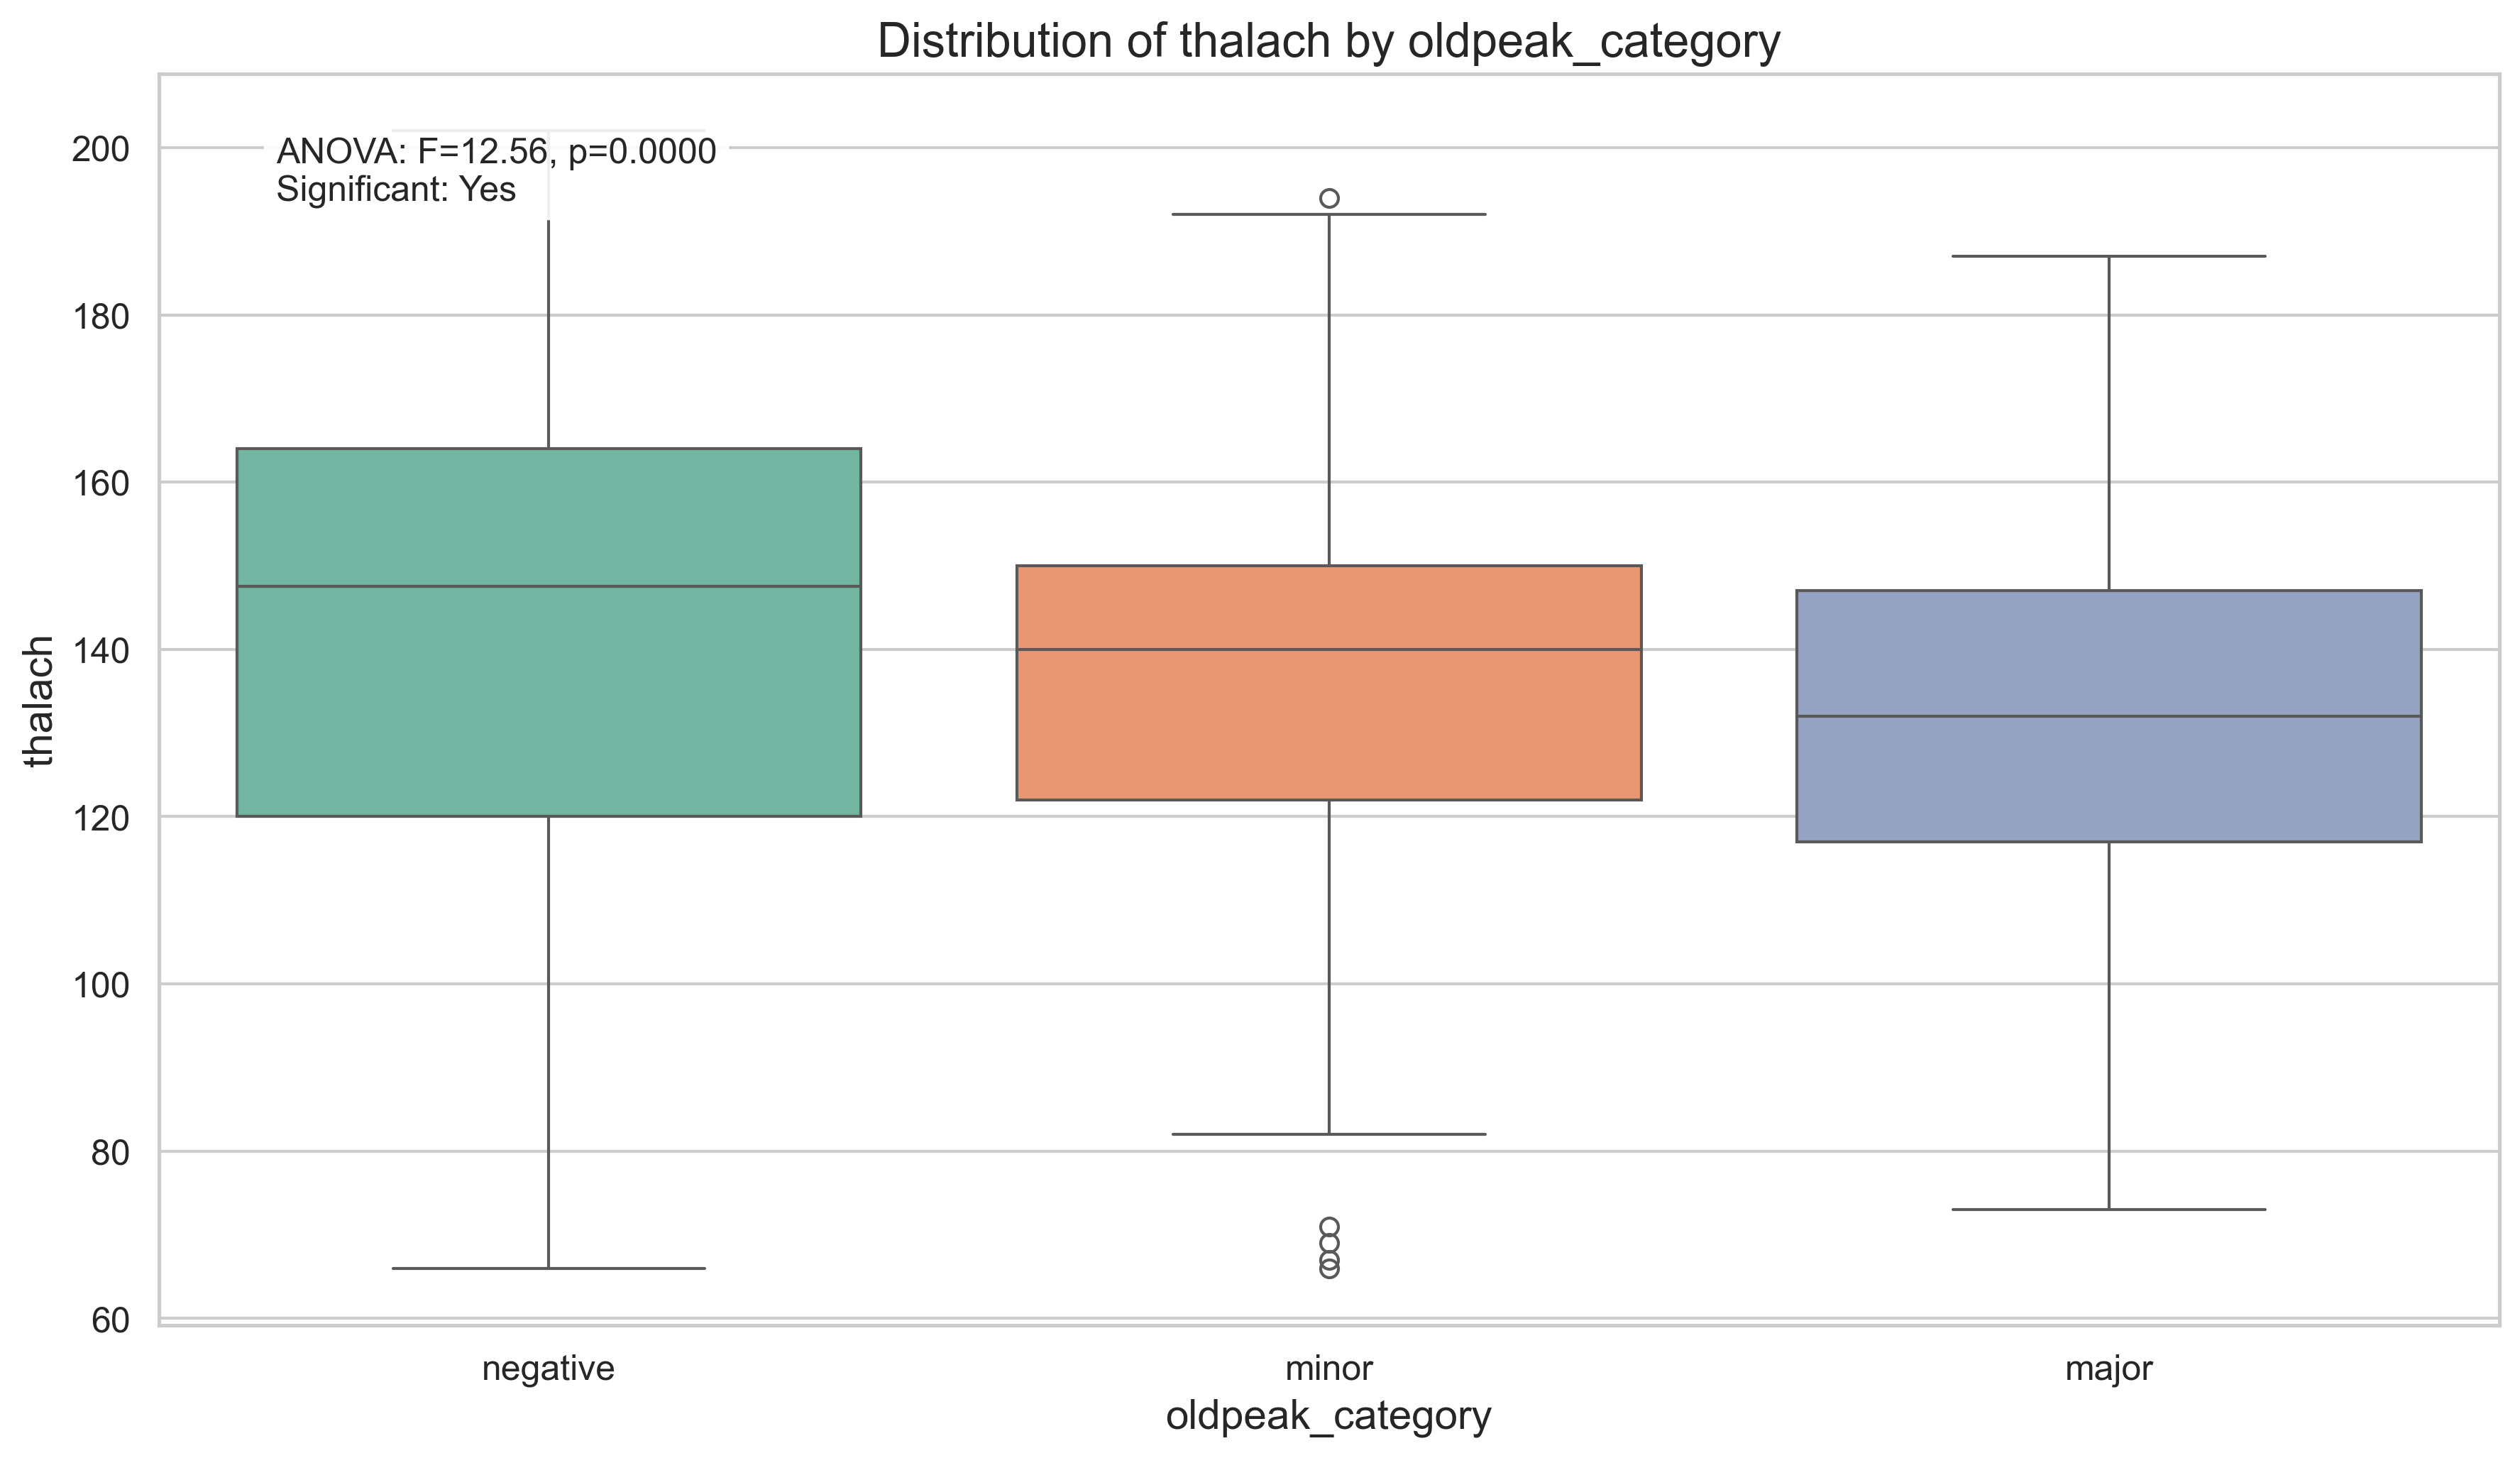 Distribution of thalach by oldpeak_category
ANOVA: F=12.56, p=0.0000
Significant: Yes
thalach
200
180
160
140
120
100
80
60
negative
minor
major
oldpeak_category